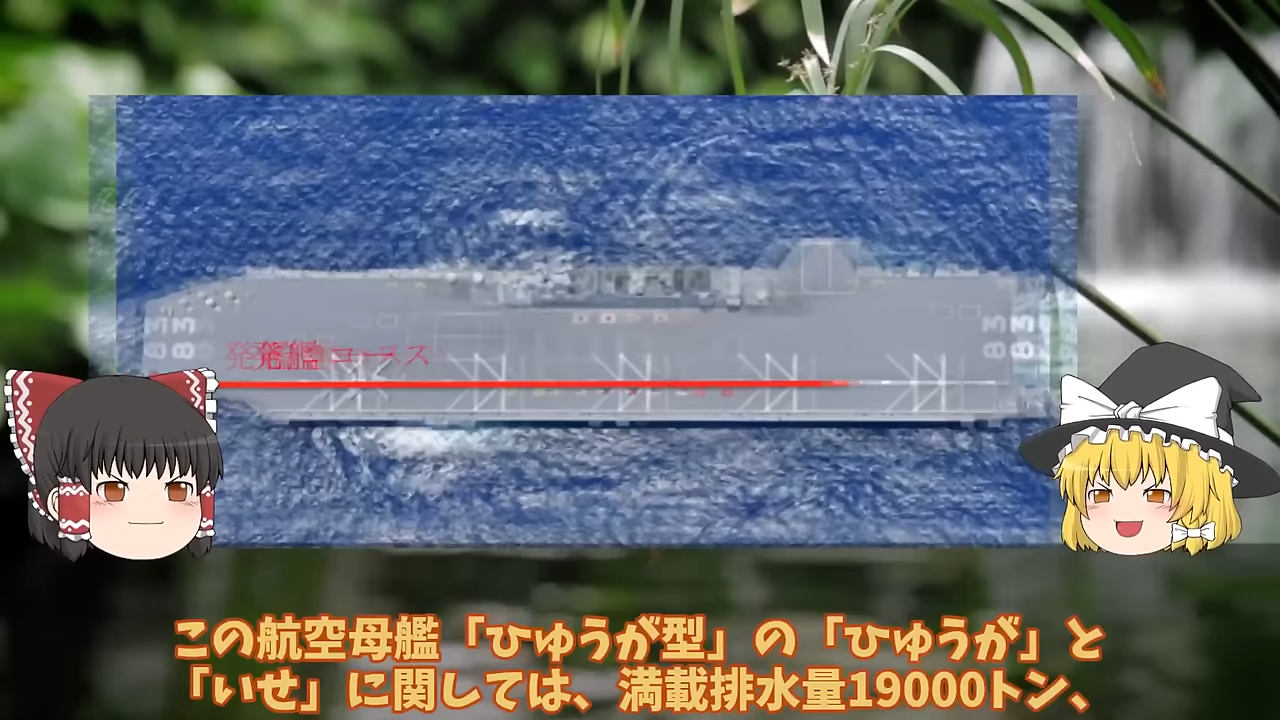 83
83
発艦コース
この航空母艦「ひゅうが型」の「ひゅうが」と
「いせ」に関しては、満載排水量19000トン、